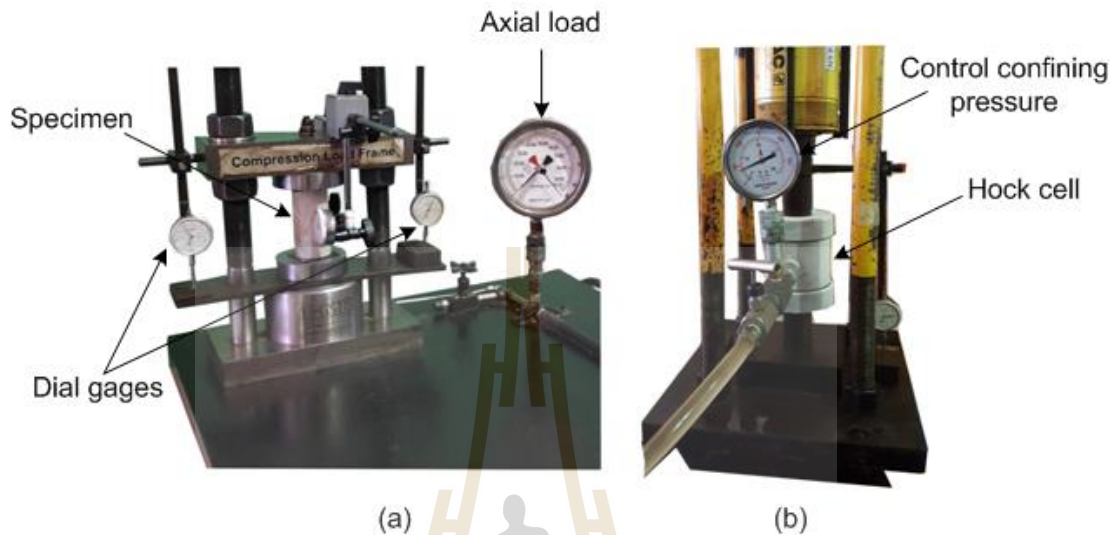 Axial load
Specimen
Compression Load Frame
Dial gages
(a)
Control confining
pressure
Hock cell
(b)